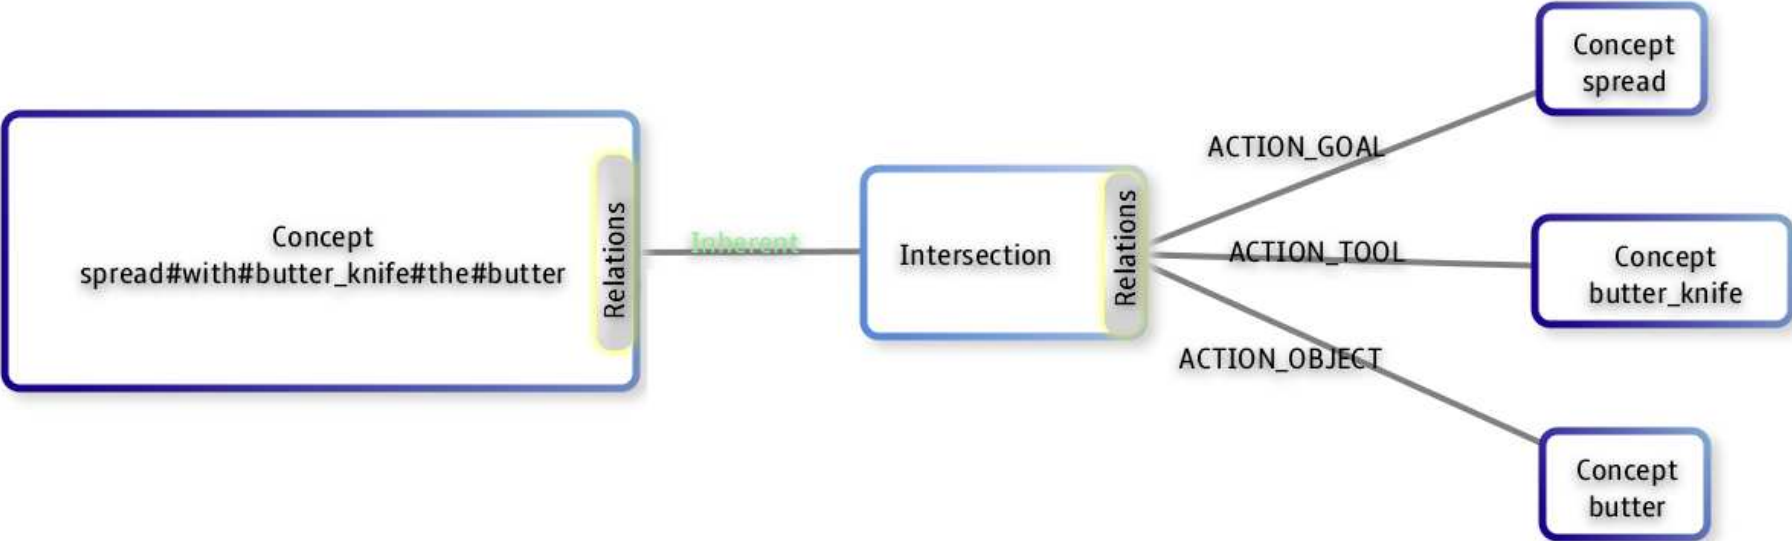 Concept
spread#with#butter_knife#the#butter
Relations
Inherent
Intersection
Relations
ACTION_GOAL
Concept
spread
ACTION_TOOL
Concept
butter_knife
ACTION_OBJECT
Concept
butter